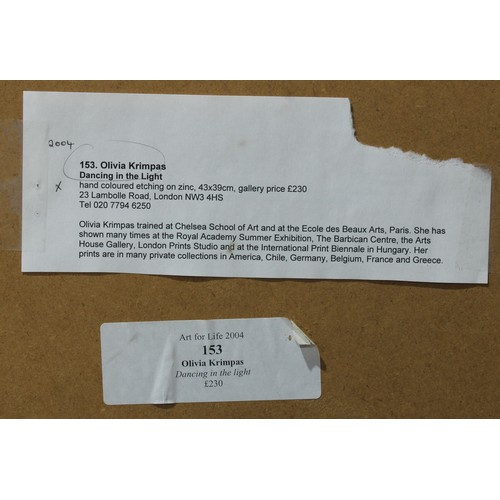 2004
x
153. Olivia Krimpas
Dancing in the Light
hand coloured etching on zinc, 43x39cm, gallery price £230
23 Lambolle Road, London NW3 4HS
Tel 020 7794 6250
Olivia Krimpas trained at Chelsea School of Art and at the Ecole des Beaux Arts, Paris. She has
shown many times at the Royal Academy Summer Exhibition, The Barbican Centre, the Arts
House Gallery, London Prints Studio and at the International Print Biennale in Hungary. Her
prints are in many private collections in America, Chile, Germany, Belgium, France and Greece.
Art for Life 2004
153
Olivia Krimpas
Dancing in the light
£230